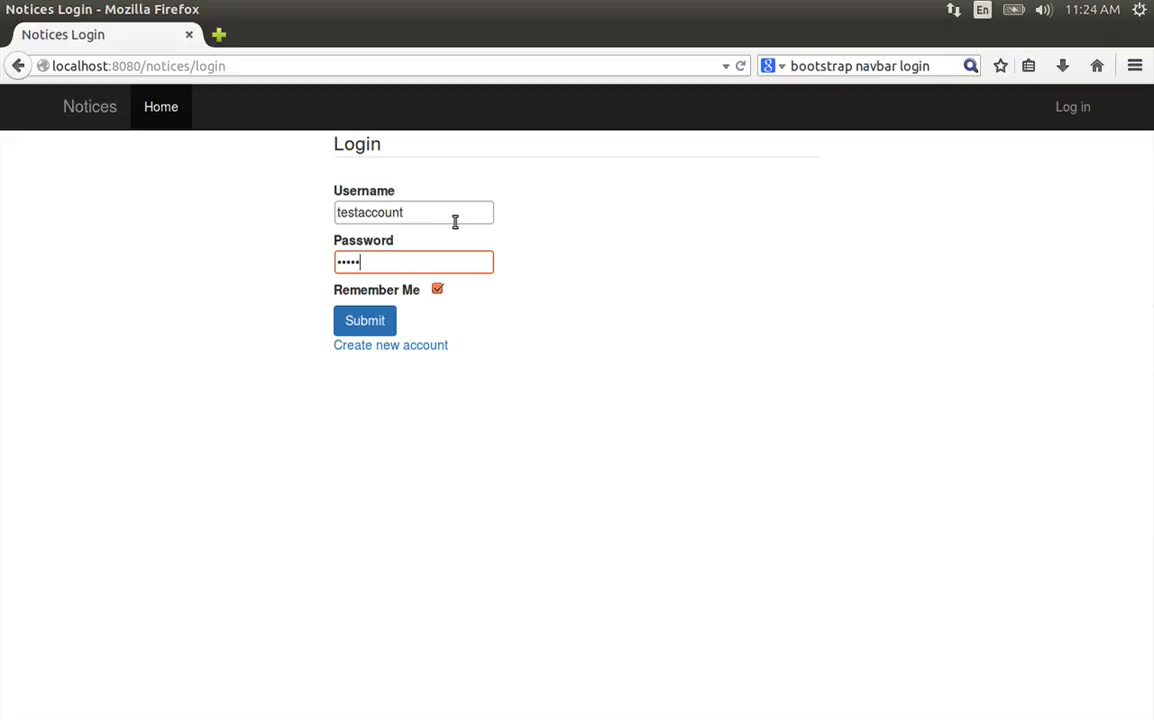 Notices Login - Mozilla Firefox
En
11:24 AM
Notices Login
localhost:8080/notices/login
bootstrap navbar login
Notices
Home
Log in
Login
Username
testaccount
Password
•••••
Remember Me
Submit
Create new account